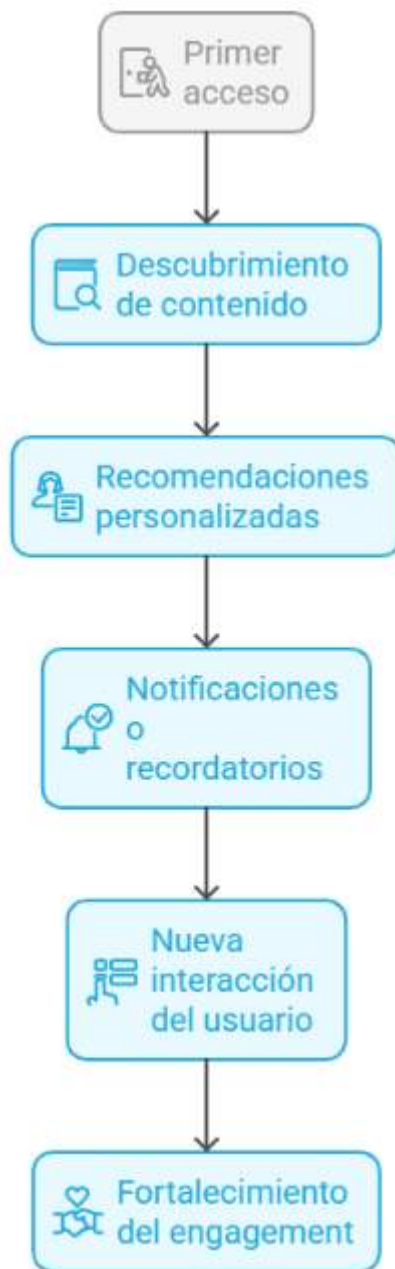 Primer
acceso
Descubrimiento
de contenido
Recomendaciones
personalizadas
Notificaciones
o
recordatorios
Nueva
interacción
del usuario
Fortalecimiento
del engagement